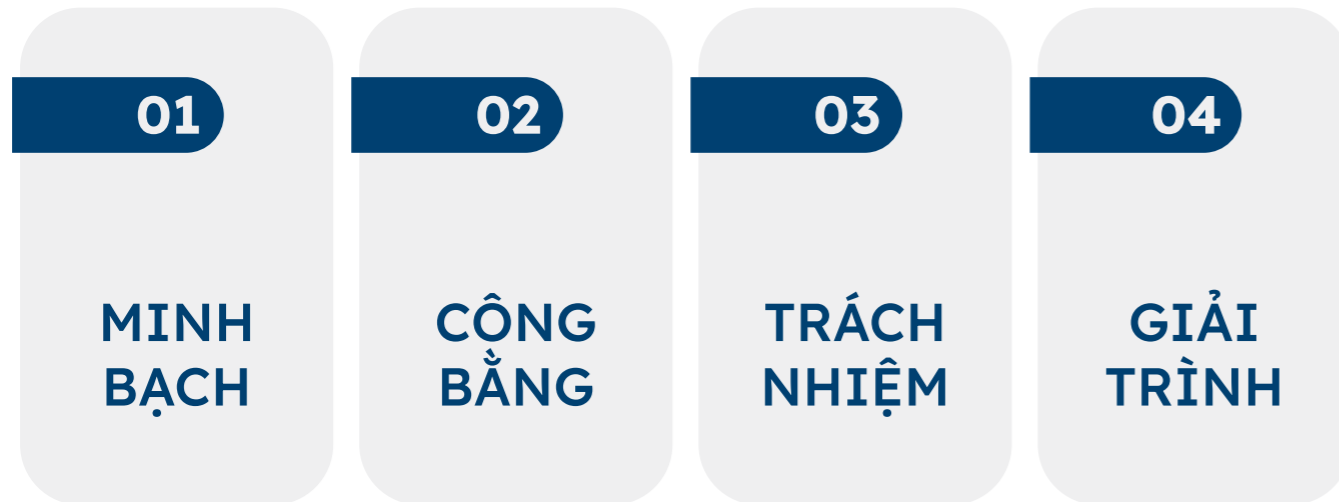 01
MINH
BẠCH
02
CÔNG
BẰNG
03
TRÁCH
NHIỆM
04
GIẢI
TRÌNH